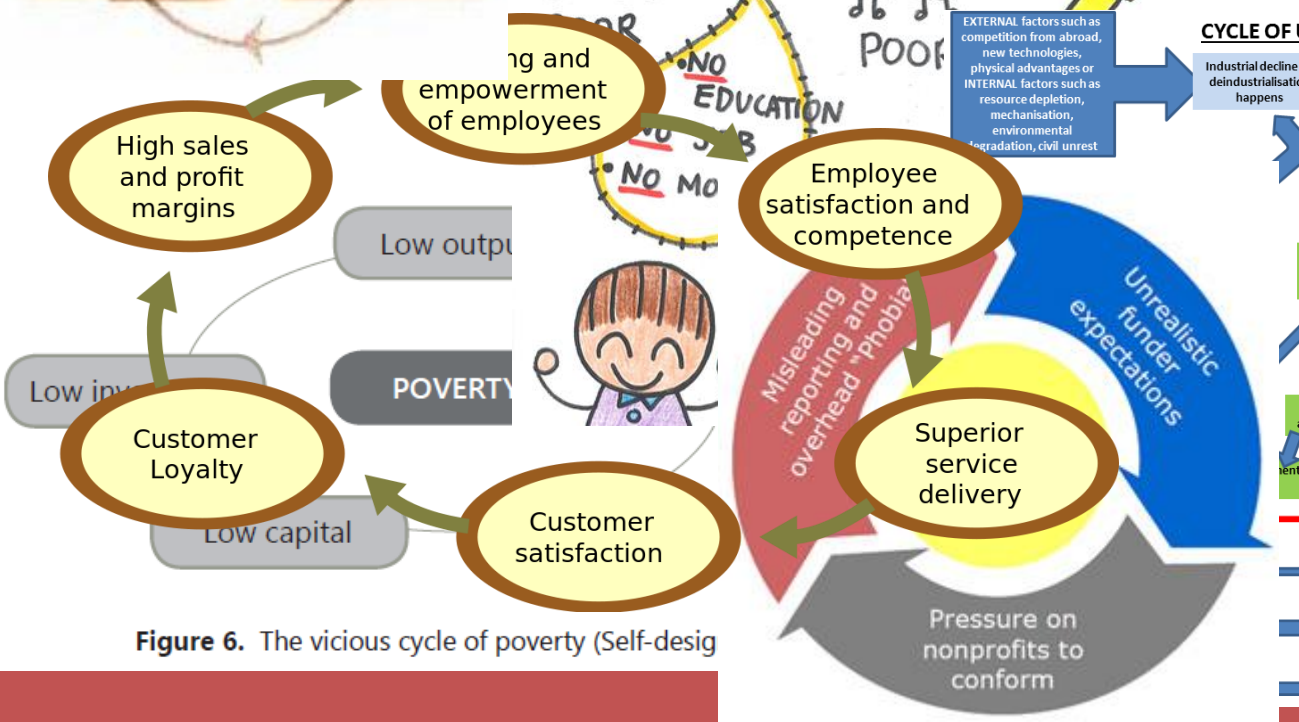 ng and
empowerment
of employees
High sales
and profit
margins
Employee
satisfaction and
competence
Superior
service
delivery
Customer
satisfaction
Customer
Loyalty
NO
EDUCATION
NO JOB
NO MO
POOR
EXTERNAL factors such as
competition from abroad,
new technologies,
physical advantages or
INTERNAL factors such as
resource depletion,
mechanisation,
environmental
degradation, civil unrest
CYCLE OF U
Industrial decline
deindustrialisatio
happens
Low outpu
Low inv
POVERTY
Low capital
Figure 6. The vicious cycle of poverty (Self-desig
Misleading
reporting and
overhead "Phobia
Unrealistic
funder
expectations
Pressure on
nonprofits to
conform